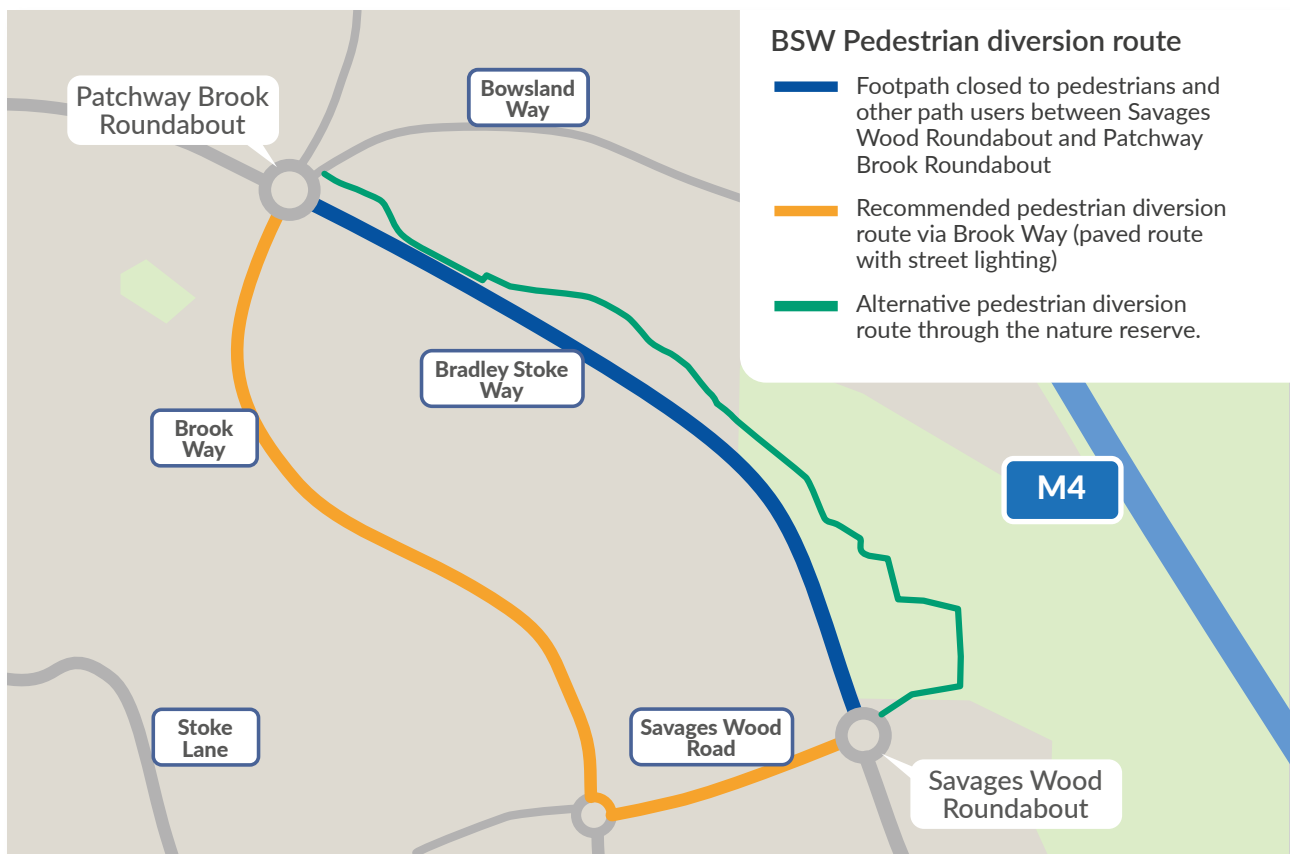 BSW Pedestrian diversion route
Footpath closed to pedestrians and
other path users between Savages
Wood Roundabout and Patchway
Brook Roundabout
Recommended pedestrian diversion
route via Brook Way (paved route
with street lighting)
Alternative pedestrian diversion
route through the nature reserve.
Patchway Brook
Roundabout
Bowsland
Way
Bradley Stoke
Way
Brook
Way
M4
Stoke
Lane
Savages Wood
Road
Savages Wood
Roundabout